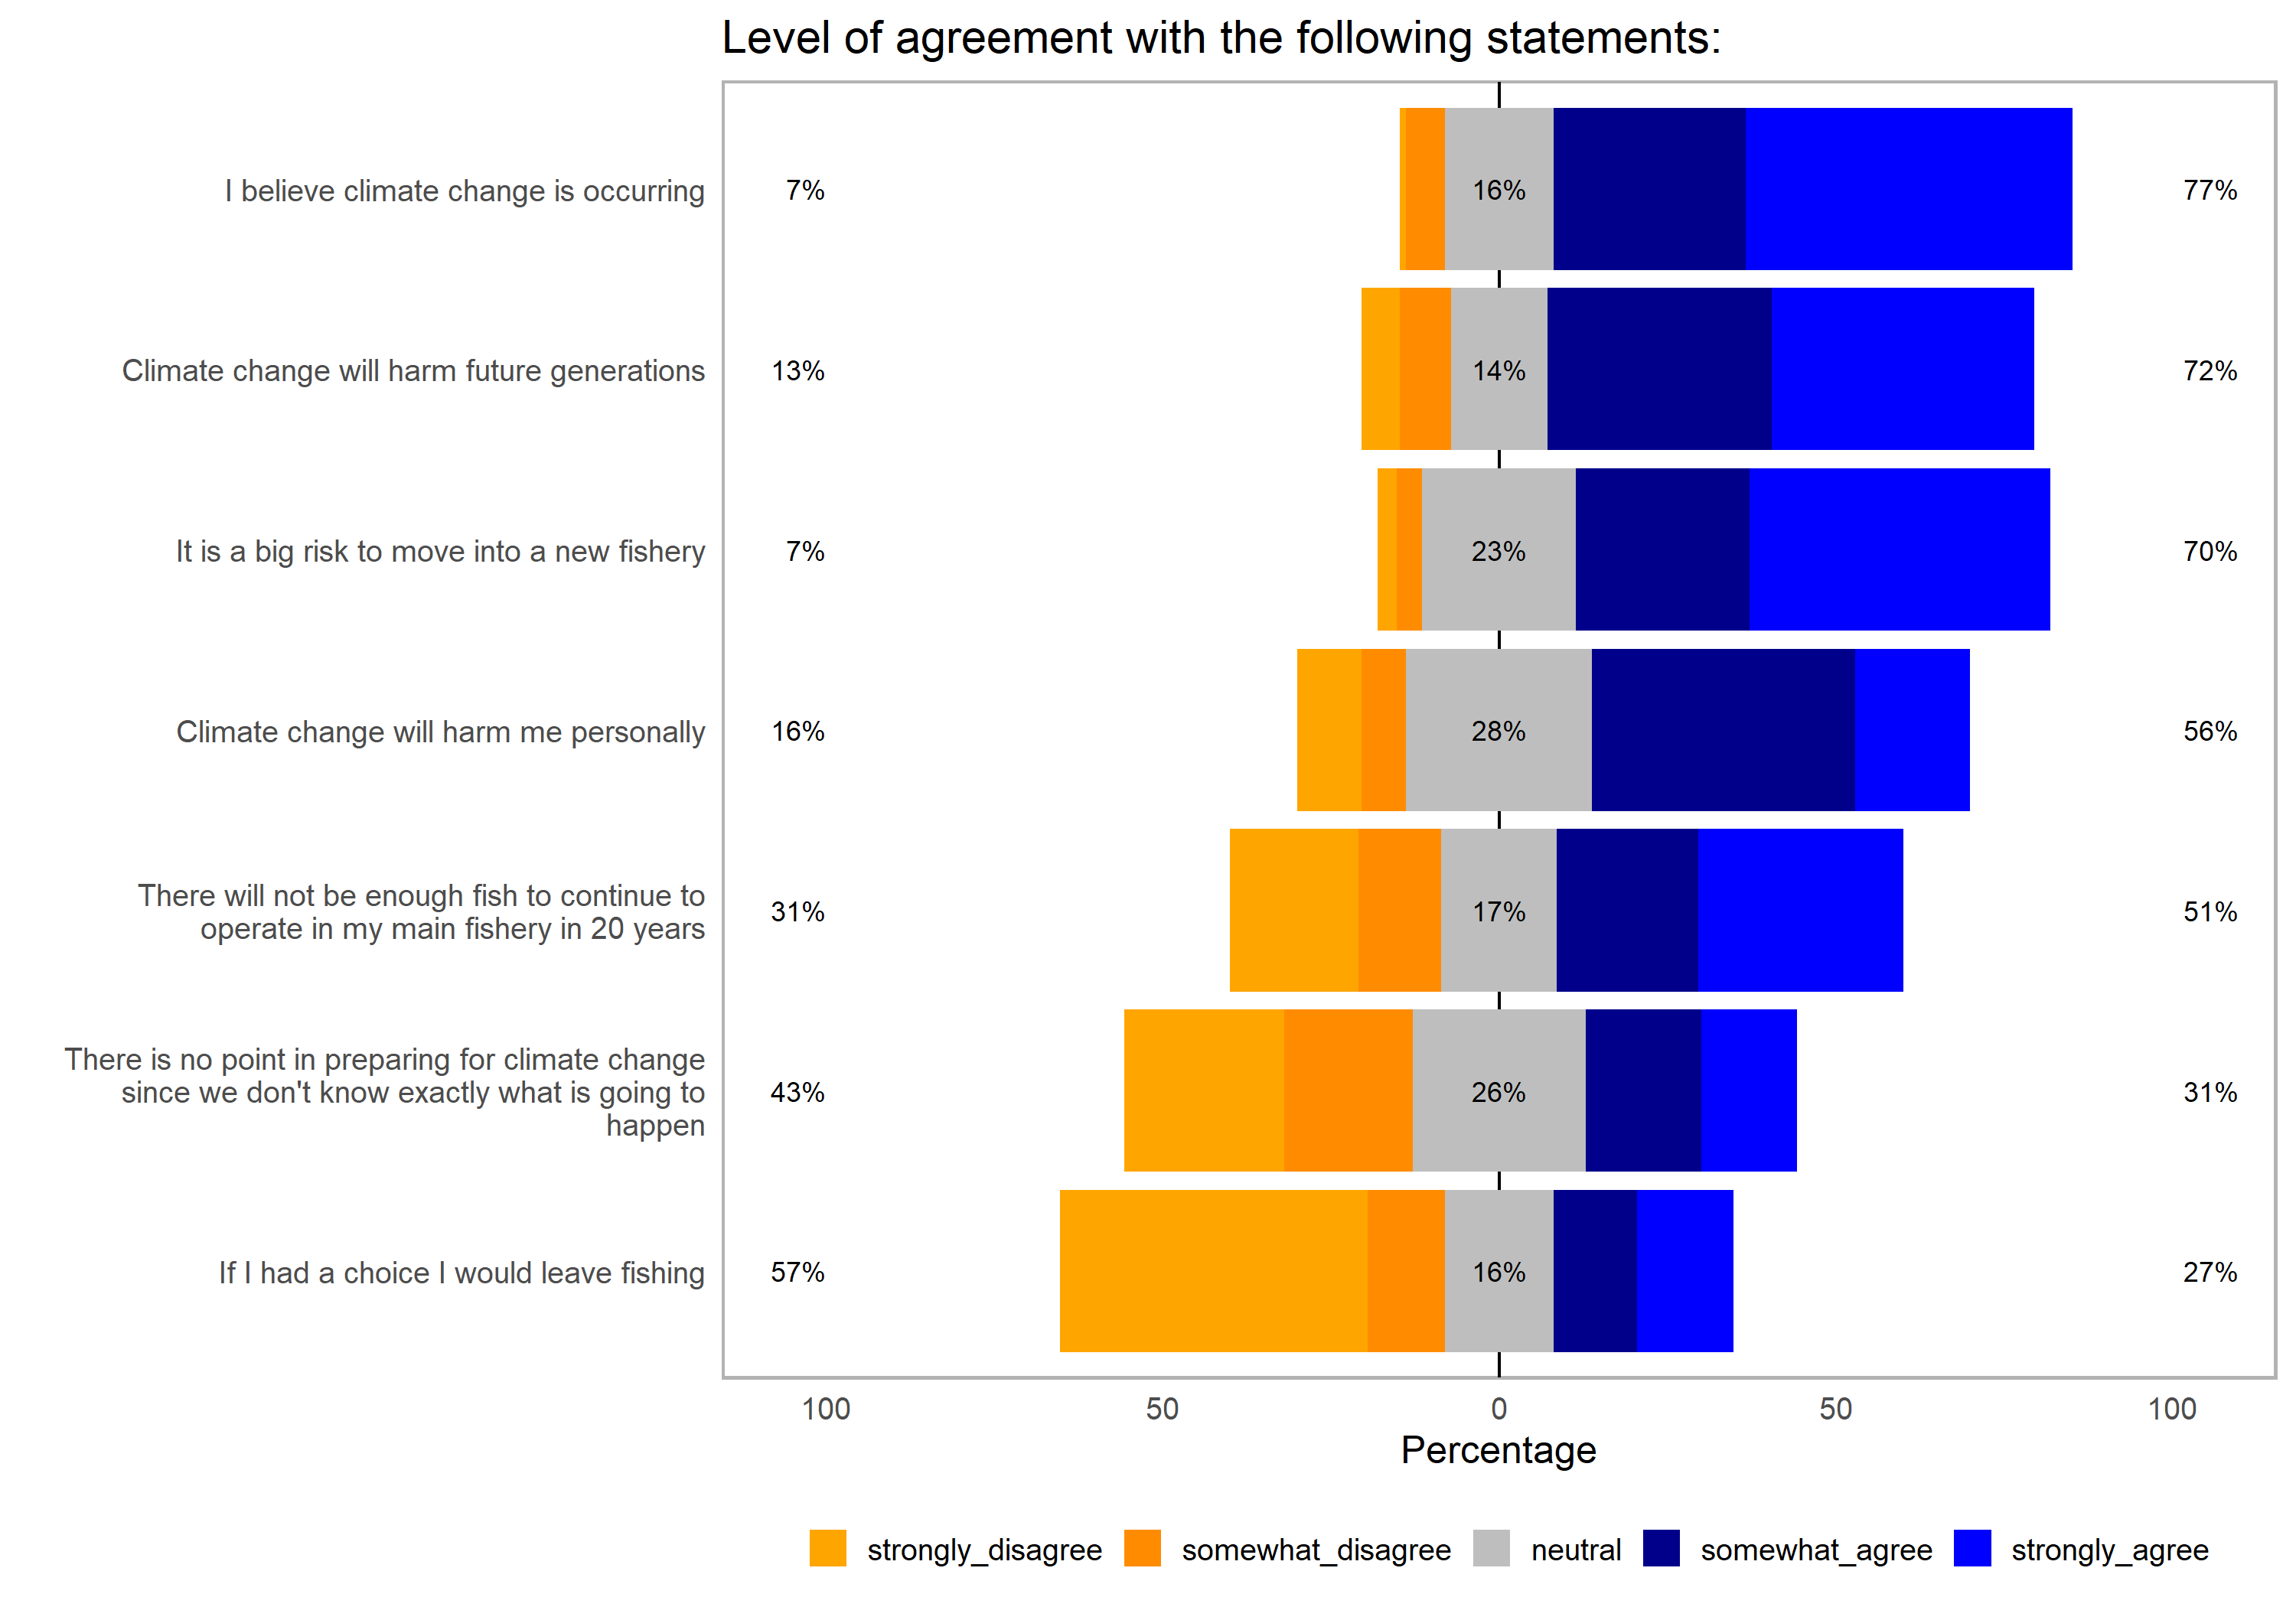 Level of agreement with the following statements:
I believe climate change is occurring
7%
16%
77%
Climate change will harm future generations
13%
14%
72%
It is a big risk to move into a new fishery
7%
23%
70%
Climate change will harm me personally
16%
28%
56%
There will not be enough fish to continue to
operate in my main fishery in 20 years
31%
17%
51%
There is no point in preparing for climate change
since we don't know exactly what is going to
happen
43%
26%
31%
If I had a choice I would leave fishing
57%
16%
27%
100 50 0 50 100
Percentage
strongly_disagree somewhat_disagree neutral somewhat_agree strongly_agree